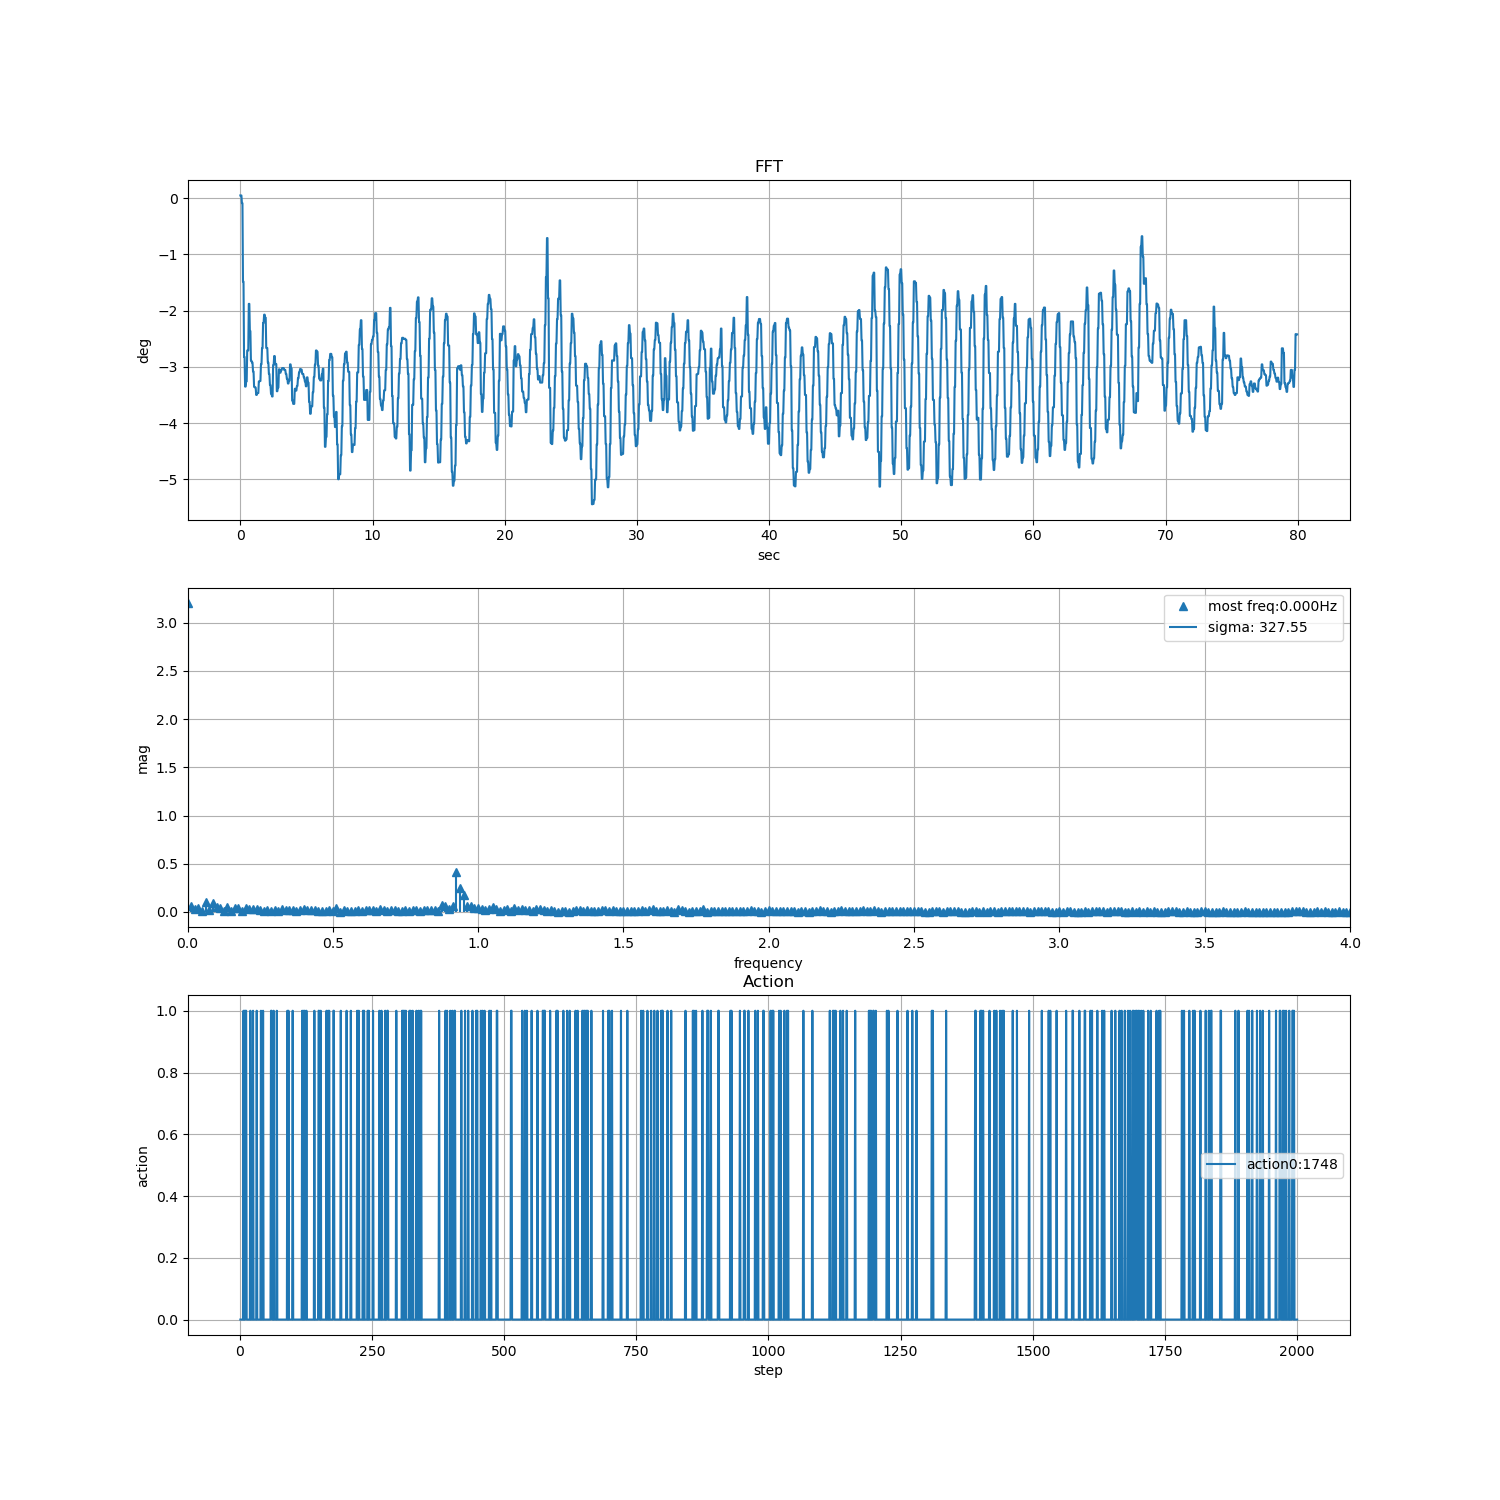 FFT
0
−1
−2
−3
−4
−5
deg
0 10 20 30 40 50 60 70 80
sec
most freq:0.000Hz
sigma: 327.55
3.0
2.5
2.0
1.5
1.0
0.5
0.0
mag
0.0 0.5 1.0 1.5 2.0 2.5 3.0 3.5 4.0
frequency
Action
1.0
0.8
0.6
0.4
0.2
0.0
action
action0:1748
0 250 500 750 1000 1250 1500 1750 2000
step